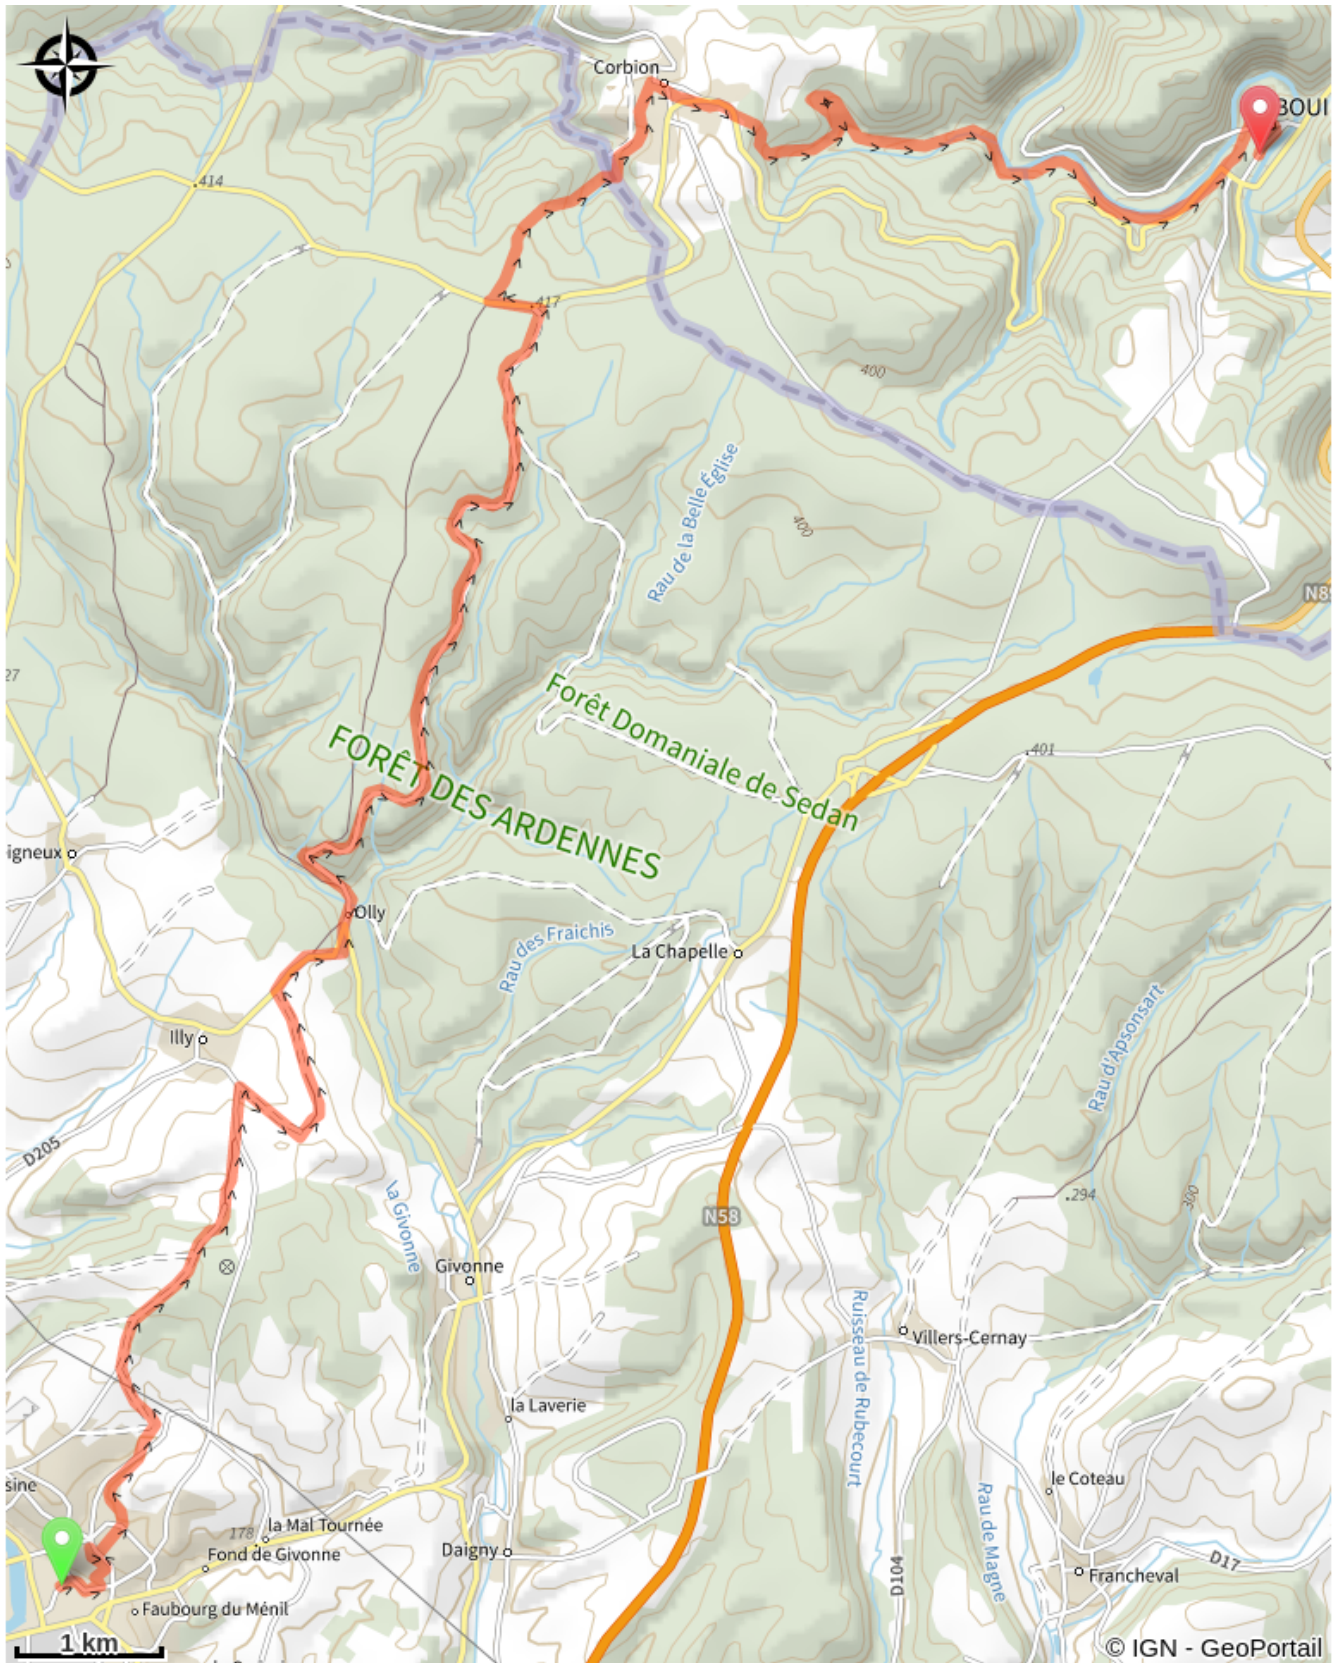 Corbion
BOUI
414
417
400
Rau de la Belle Église
400
N89
27
Forêt Domaniale de Sedan
FORÊT DES ARDENNES
401
igneux
Olly
Rau des Fraichis
La Chapelle
Rau d'Aposnsart
Illy
D205
la Givonne
294
300
N58
Givonne
Ruisseau de Rubecourt
Villers-Cernay
la Laverie
sine
le Coteau
178
la Mal Tournée
Fond de Givonne
Daigny
Rau de Magne
D104
D17
Francheval
Faubourg du Ménil
1 km
© IGN - GeoPortail